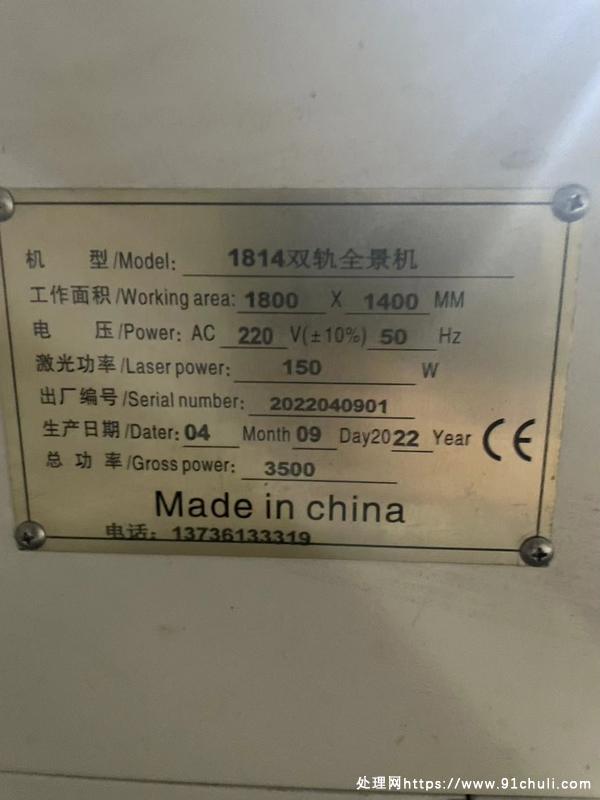 机 型/Model: 1814双轨全景机
工作面积/Working area: 1800 X 1400 MM
电 压/Power: AC 220 V(±10%) 50 Hz
激光功率/Laser power: 150 W
出厂编号/Serial number: 2022040901
生产日期/Dater: 04 Month 09 Day2022 Year
CE
总 功 率/Gross power: 3500
Made in china
电话: 13736133319
处理网https://www.91chuli.com